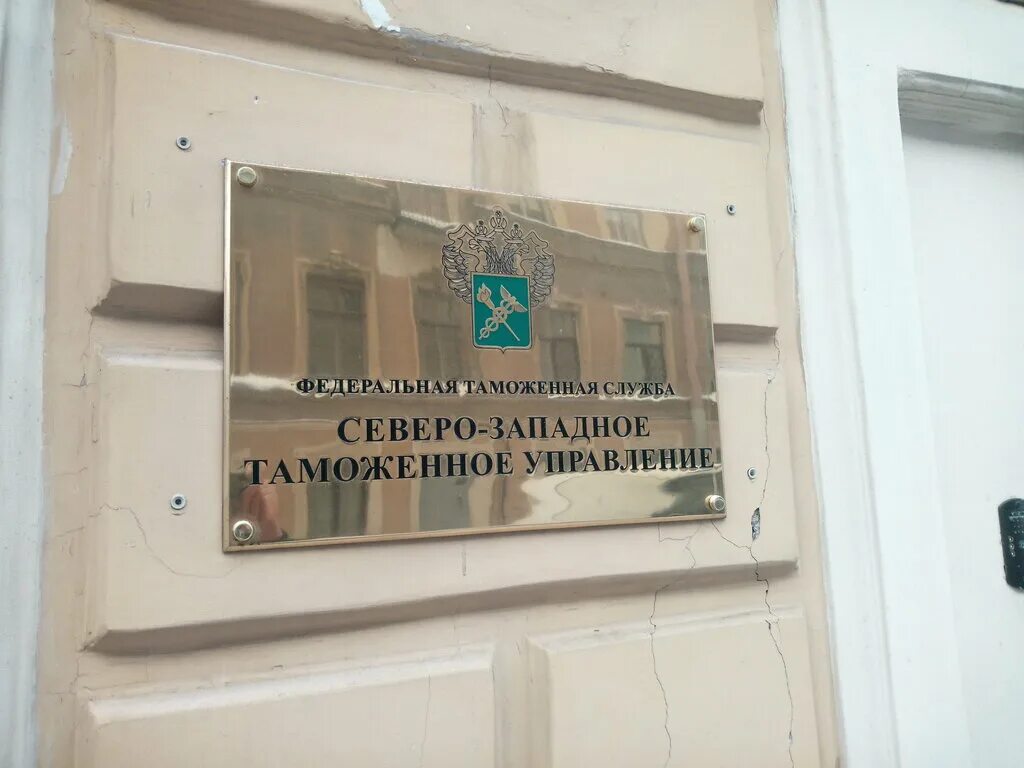 ФЕДЕРАЛЬНАЯ ТАМОЖЕННАЯ СЛУЖБА
СЕВЕРО-ЗАПАДНОЕ
ТАМОЖЕННОЕ УПРАВЛЕНИЕ